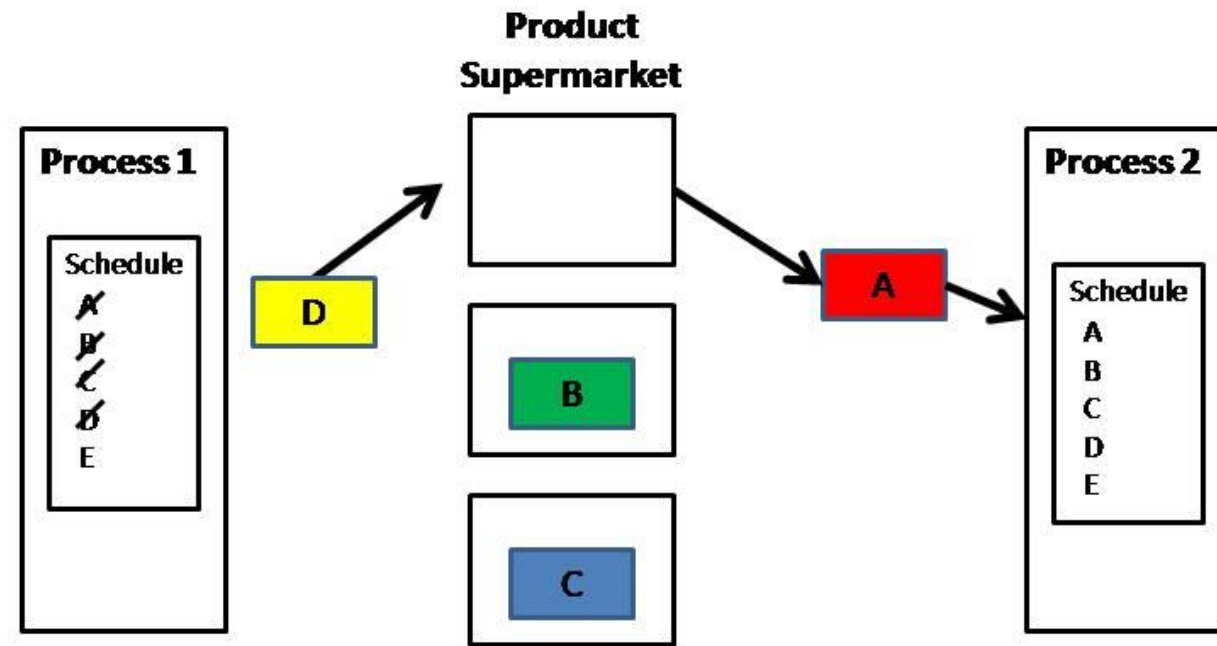 Product
Supermarket
Process 1
Schedule
A
B
C
D
E
D
B
C
A
Process 2
Schedule
A
B
C
D
E